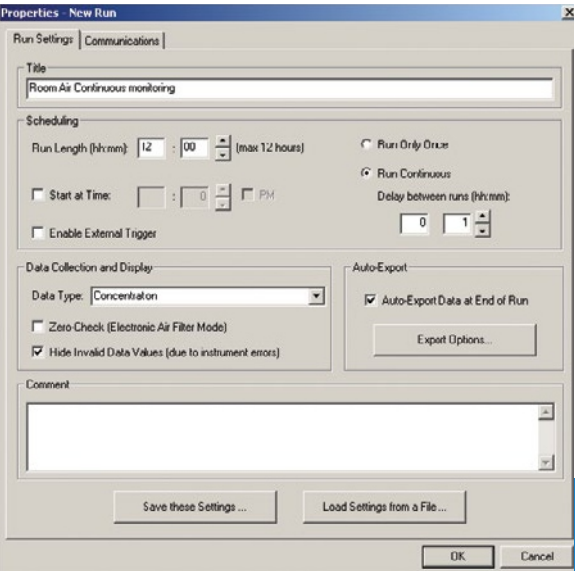 Properties - New Run
Run Settings Communications
Title
Room Air Continuous monitoring
Scheduling
Run Length (hh:mm): 12 : 00 (max 12 hours)
Run Only Once
Run Continuous
Start at Time: : 0 PM
Delay between runs (hh:mm):
0 1
Enable External Trigger
Data Collection and Display
Data Type: Concentraton
Zero-Check (Electronic Air Filter Mode)
Hide Invalid Data Values (due to instrument errors)
Auto-Export
Auto-Export Data at End of Run
Export Options...
Comment
Save these Settings ... Load Settings from a File ...
OK Cancel